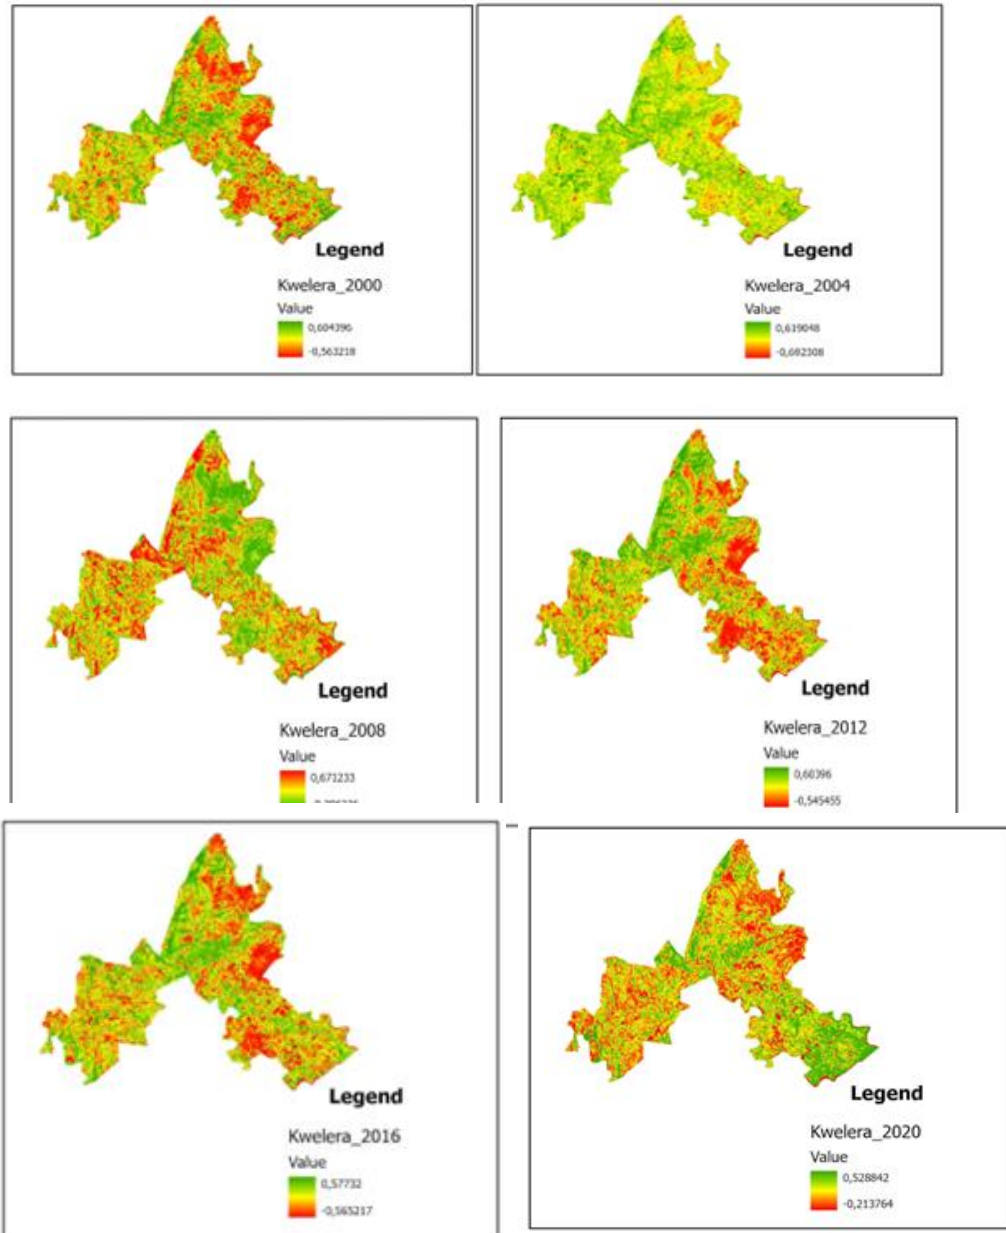 Legend
Kwelera_2000
Value
0,604396
-0,563218
Legend
Kwelera_2004
Value
0,619048
-0,692308
Legend
Kwelera_2008
Value
0,671233
Legend
Kwelera_2012
Value
0,60396
-0,545455
Legend
Kwelera_2016
Value
0,57732
-0,565217
Legend
Kwelera_2020
Value
0,528842
-0,213764